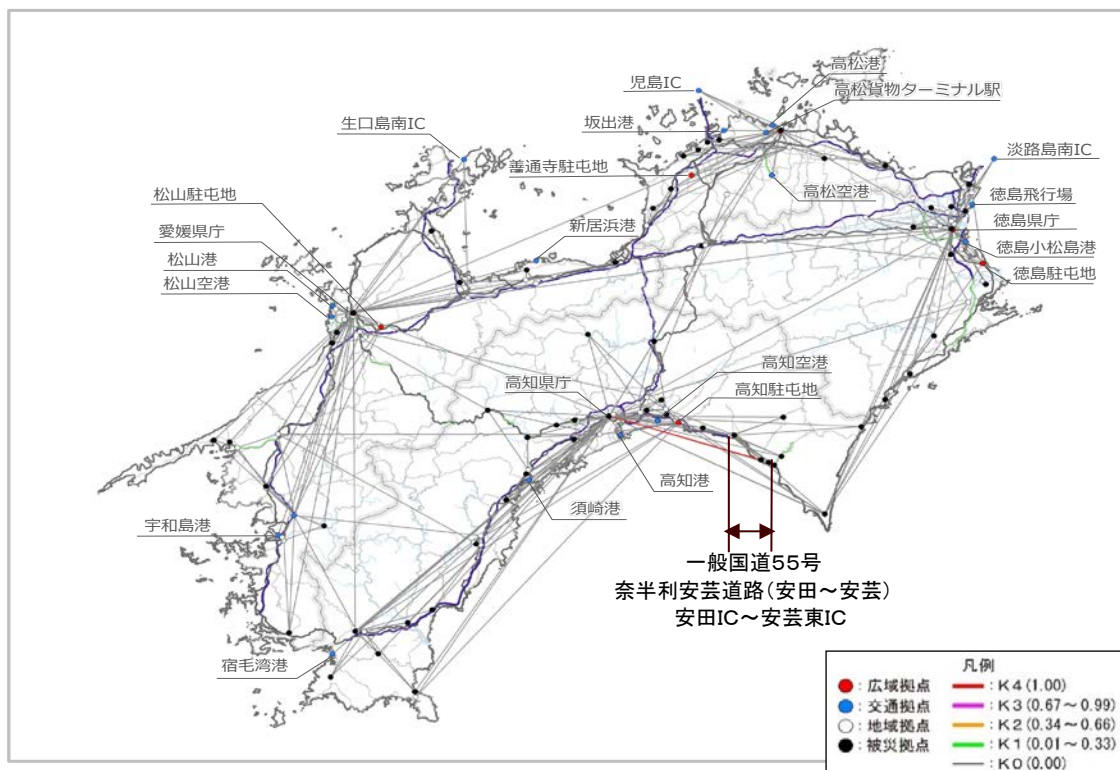 高松港
児島IC
高松貨物ターミナル駅
坂出港
生口島南IC
淡路島南IC
善通寺駐屯地
松山駐屯地
高松空港
徳島飛行場
愛媛県庁
新居浜港
徳島県庁
松山港
徳島小松島港
松山空港
徳島駐屯地
高知空港
高知県庁
高知駐屯地
高知港
須崎港
宇和島港
一般国道55号
奈半利安芸道路(安田～安芸)
安田IC～安芸東IC
宿毛湾港
凡例
:広域拠点 :K4(1.00)
:交通拠点 :K3(0.67～0.99)
:地域拠点 :K2(0.34～0.66)
:被災拠点 :K1(0.01～0.33)
:K0(0.00)